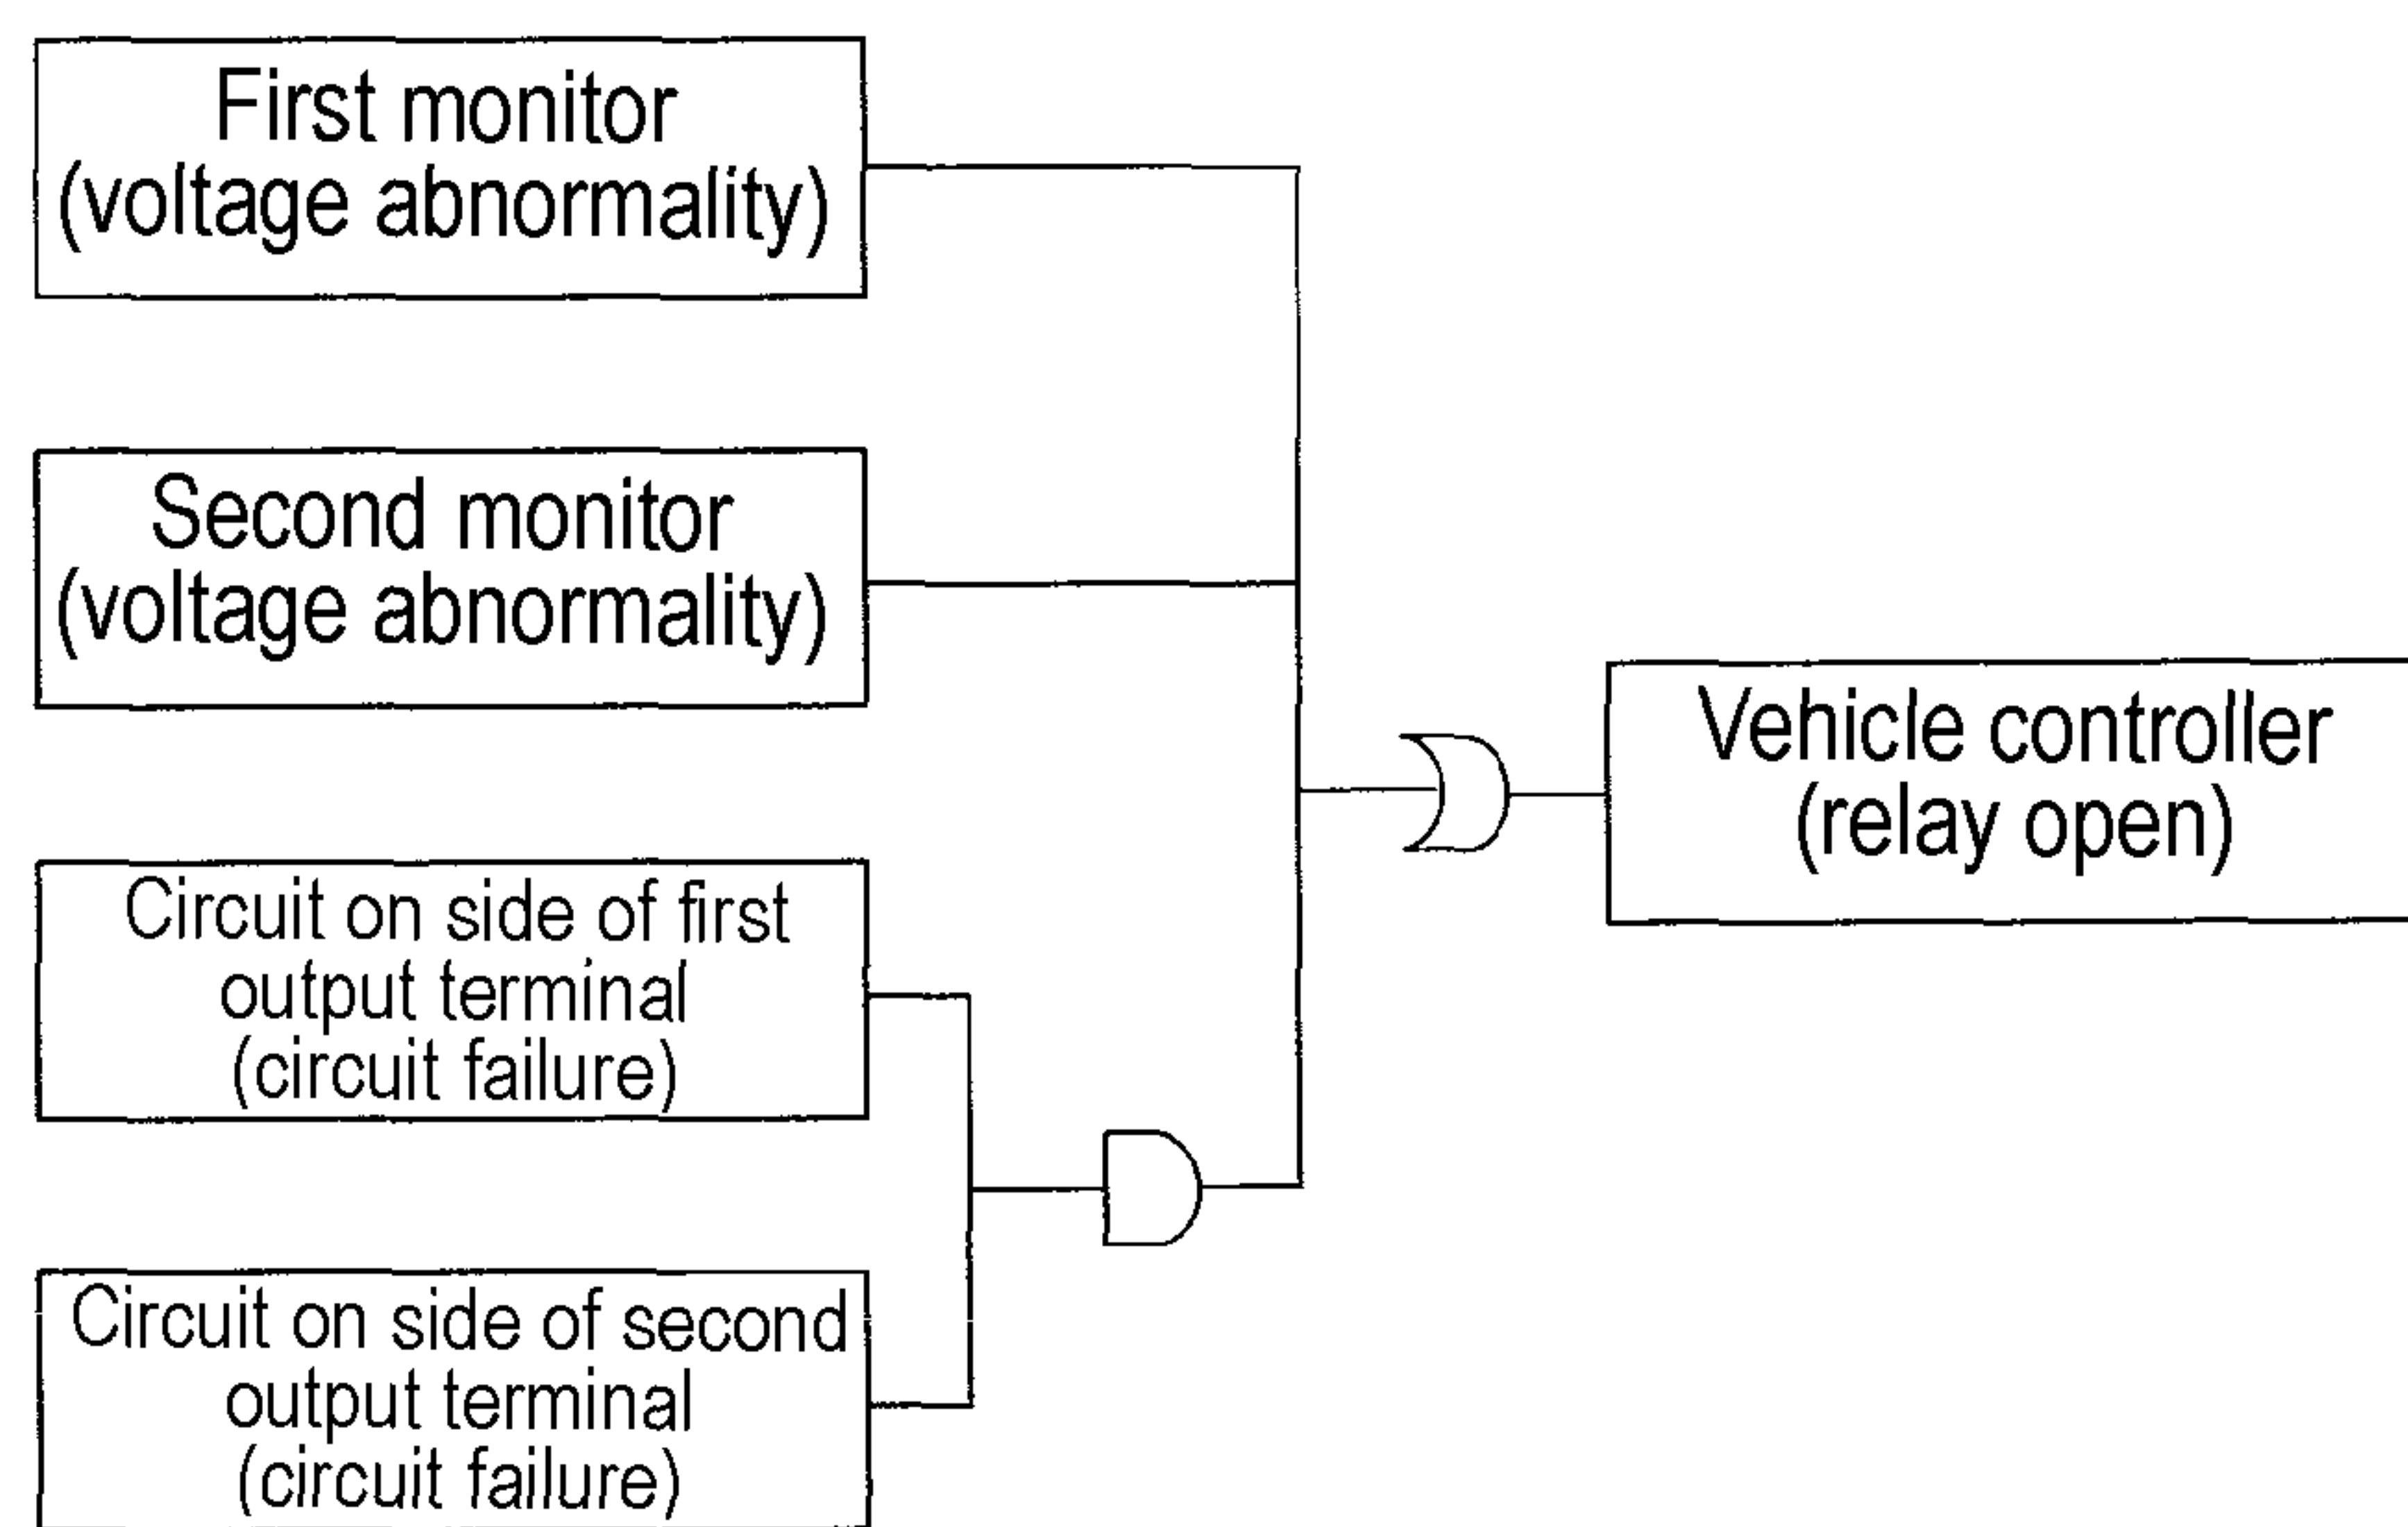 First monitor
(voltage abnormality)
Second monitor
(voltage abnormality)
Circuit on side of first
output terminal
(circuit failure)
Circuit on side of second
output terminal
(circuit failure)
Vehicle controller
(relay open)